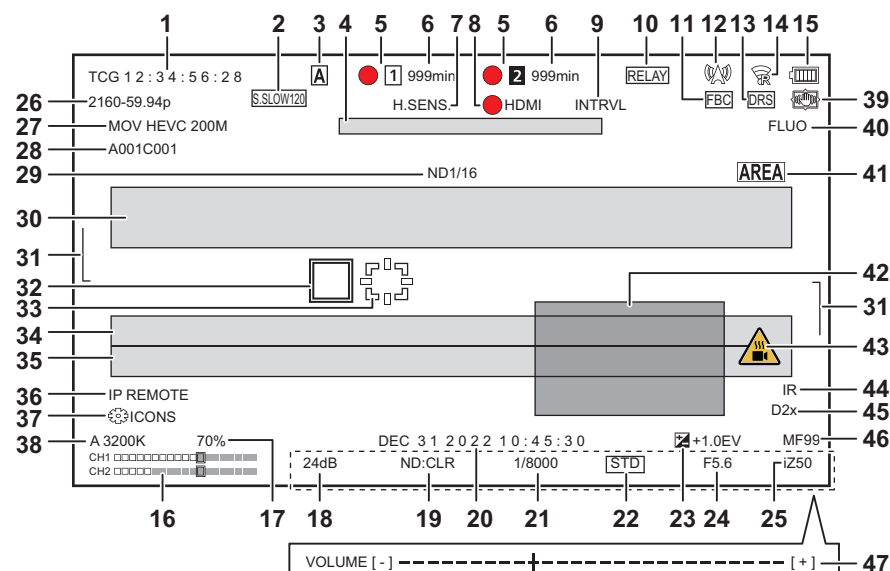 1 2 3 4 5 6 7 8 5 6 9 10 11 12 13 14 15
TCG 12:34:56:28 A 1 999min 2 999min RELAY
26 2160-59.94p S.SLOW120 H.SENS. HDMI INTRVL FBC DRS 39
27 MOV HEVC 200M FLUO 40
28 A001C001
29 ND1/16 AREA 41
30
31
32 42
33 31
34 43
35
36 IP REMOTE IR 44
37 ICONS D2x 45
38 A 3200K 70% DEC 31 2022 10:45:30 +1.0EV MF99 46
CH1
CH2 24dB ND:CLR 1/8000 STD F5.6 iZ50
16 17 18 19 20 21 22 23 24 25
VOLUME [-] [+] 47